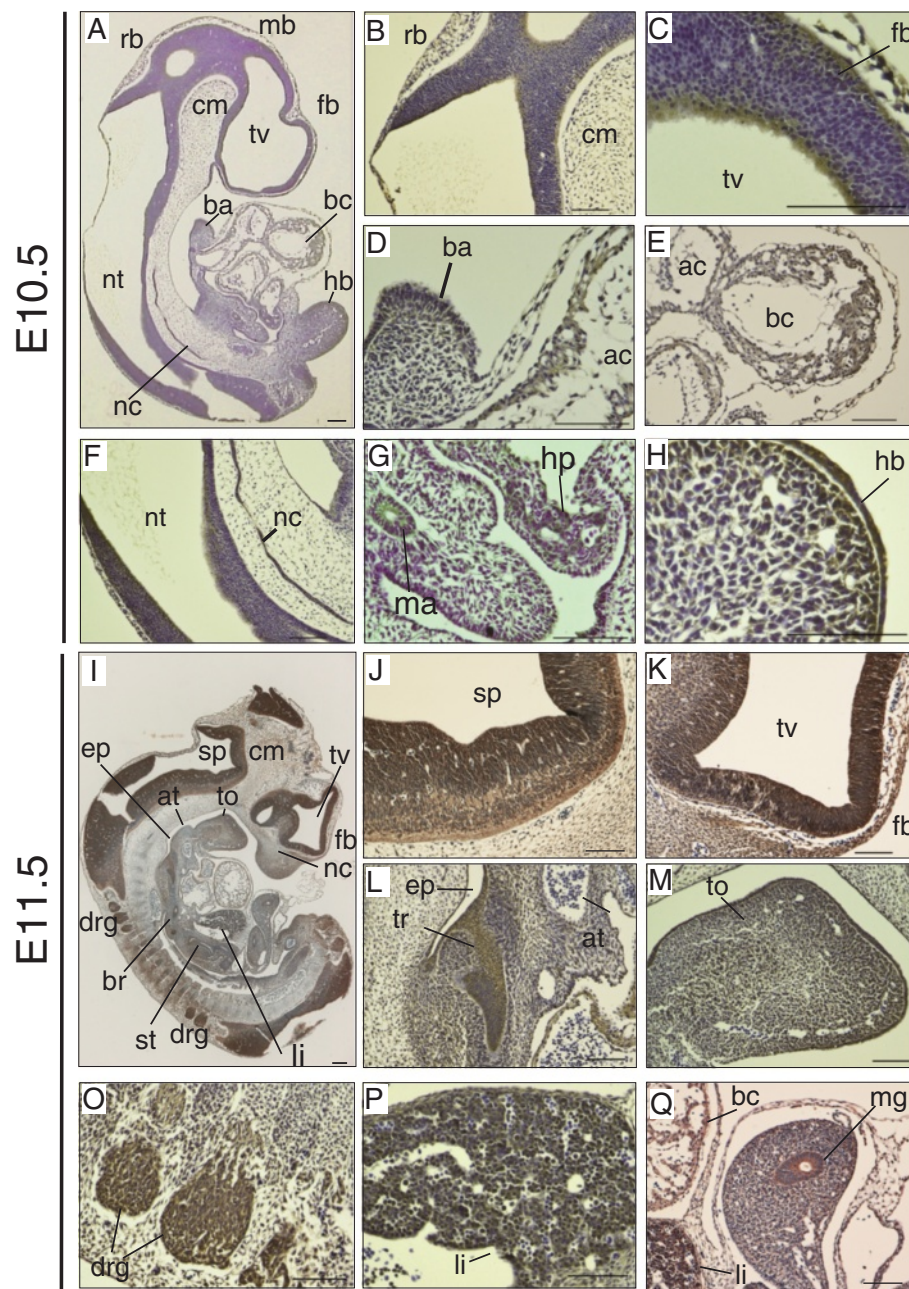 E10.5
A
rb
mb
cm
fb
tv
ba
bc
nt
hb
nc
B
rb
cm
C
fb
tv
D
ba
ac
E
ac
bc
F
nt
nc
G
hp
ma
H
hb
E11.5
I
ep
sp
cm
tv
at
to
fb
nc
drg
br
st
drg
li
J
sp
K
tv
fb
L
ep
tr
at
M
to
O
drg
P
li
Q
bc
mg
li